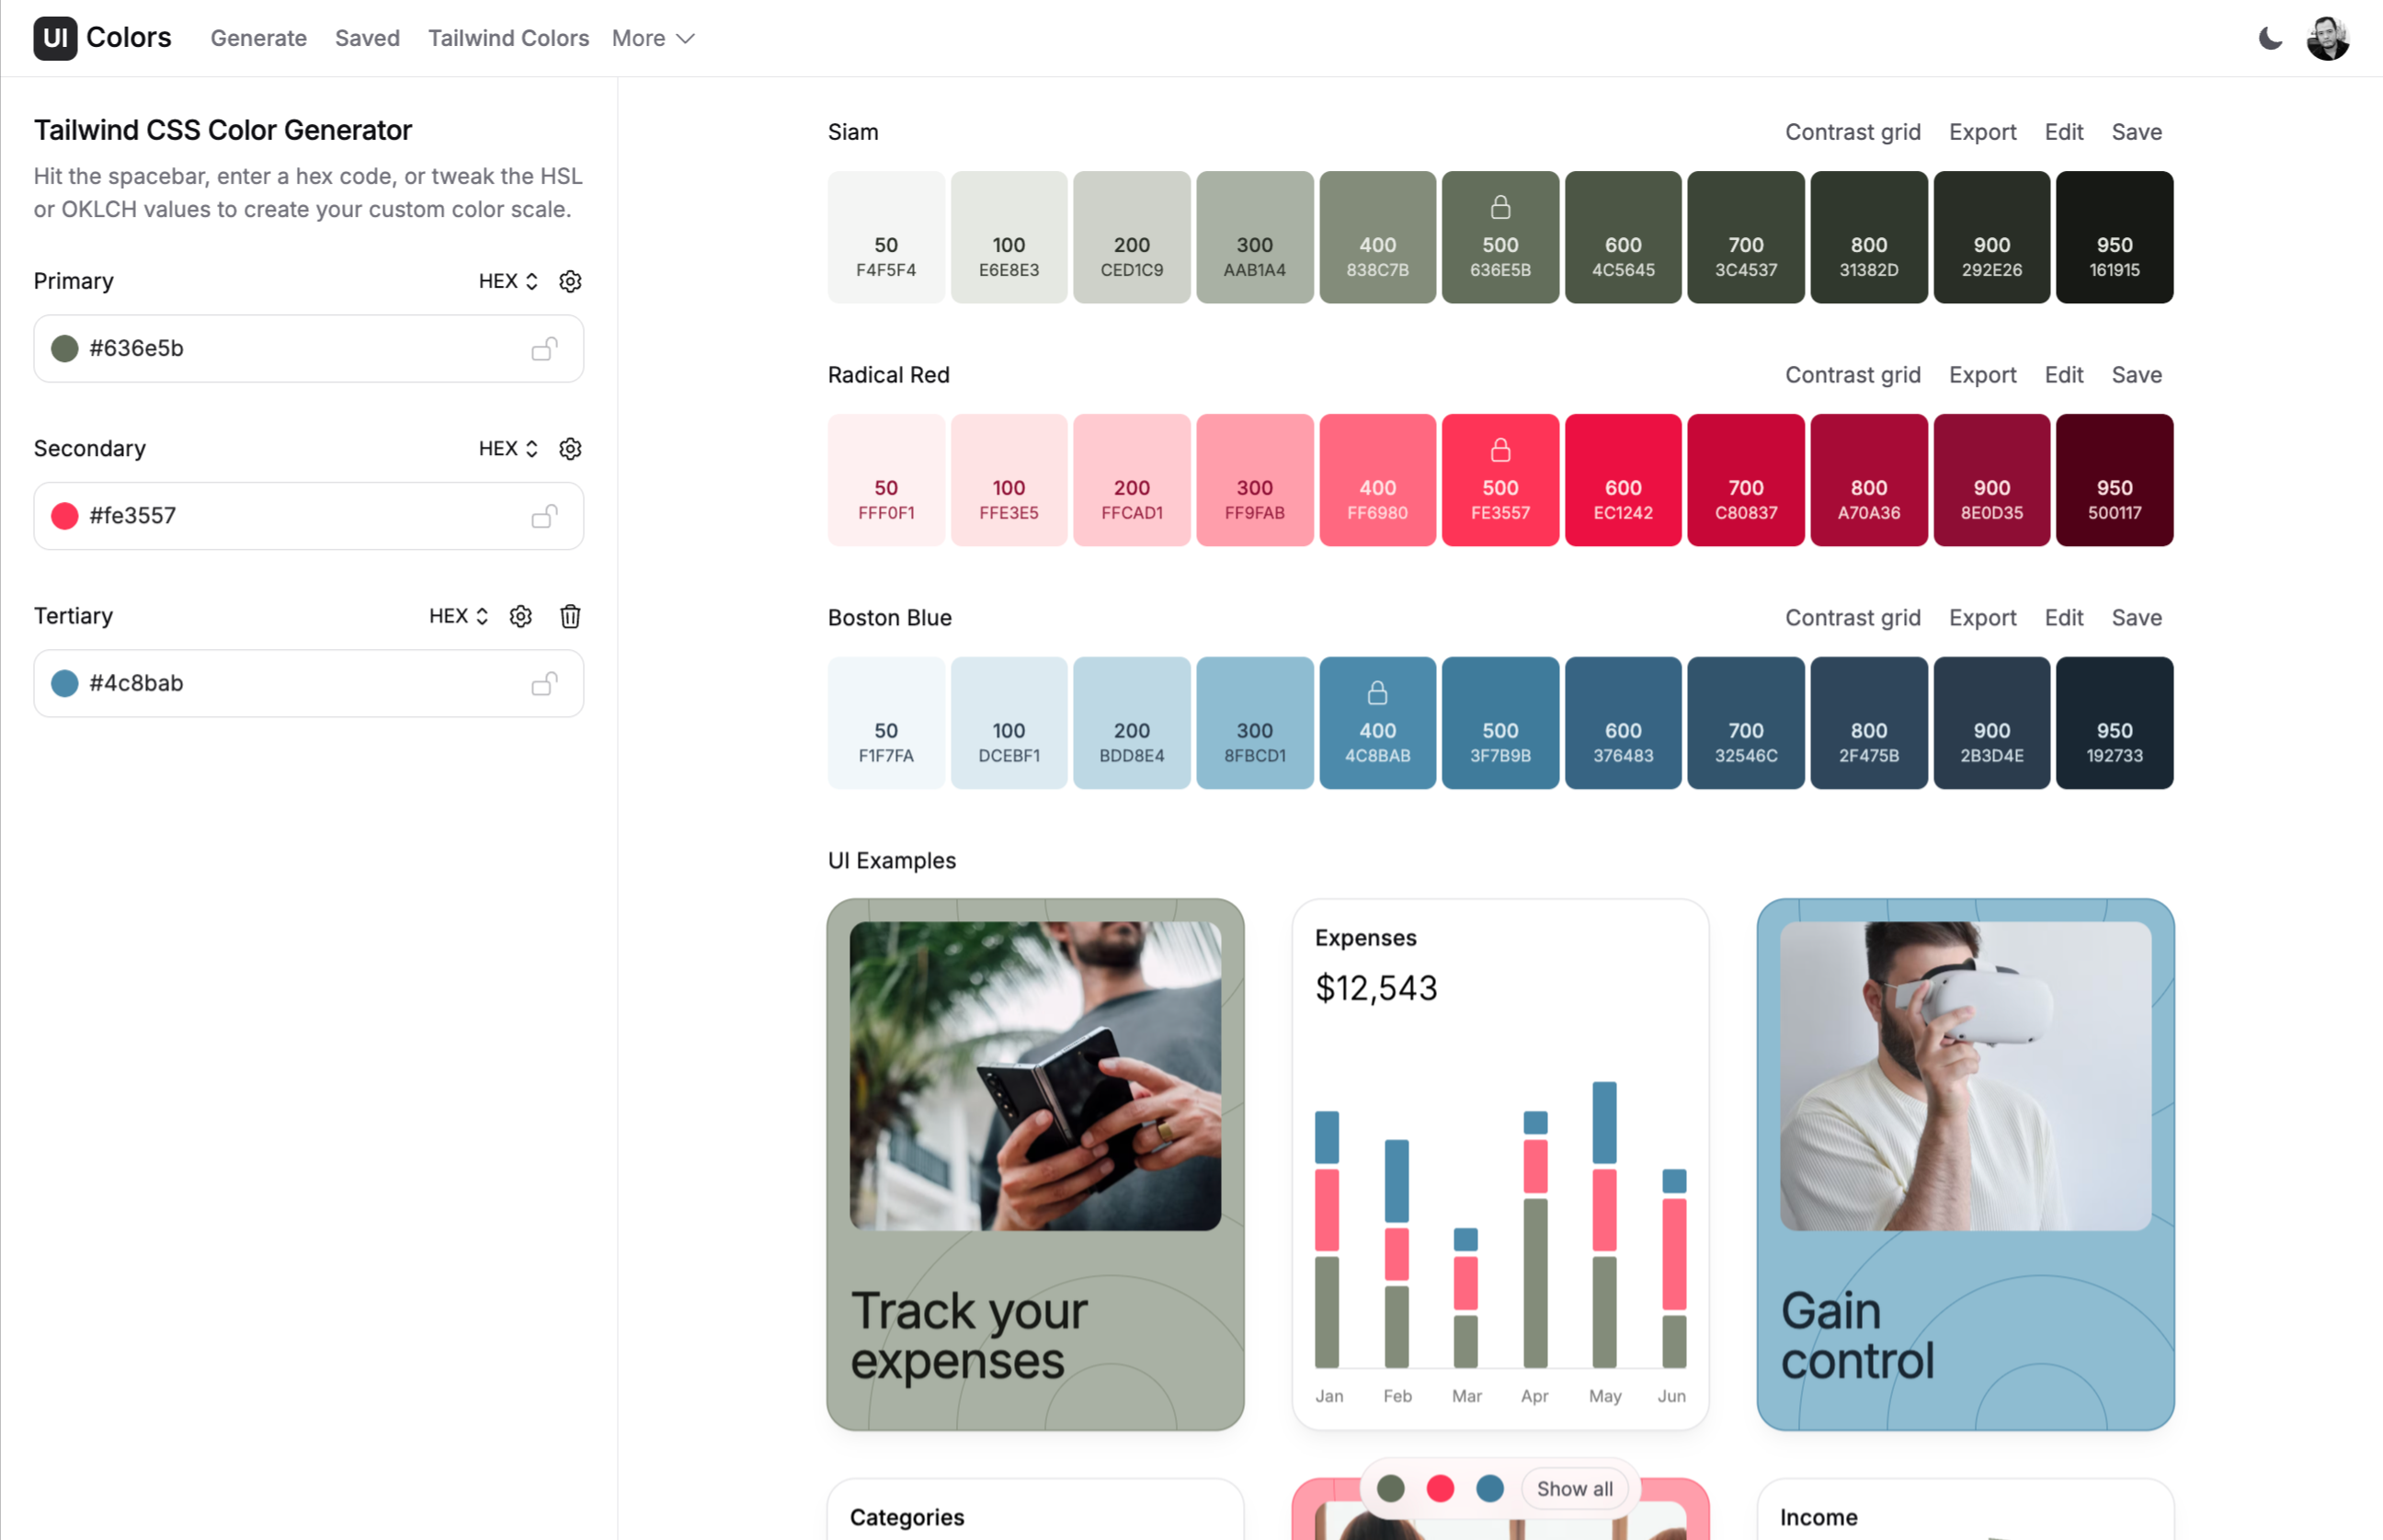 UI Colors Generate Saved Tailwind Colors More
Tailwind CSS Color Generator
Hit the spacebar, enter a hex code, or tweak the HSL
or OKLCH values to create your custom color scale.
Primary HEX
#636e5b
Secondary HEX
#fe3557
Tertiary HEX
#4c8bab
Siam Contrast grid Export Edit Save
50 100 200 300 400 500 600 700 800 900 950
F4F5F4 E6E8E3 CED1C9 AAB1A4 838C7B 636E5B 4C5645 3C4537 31382D 292E26 161915
Radical Red Contrast grid Export Edit Save
50 100 200 300 400 500 600 700 800 900 950
FFF0F1 FFE3E5 FFCAD1 FF9FAB FF6980 FE3557 EC1242 C80837 A70A36 8E0D35 500117
Boston Blue Contrast grid Export Edit Save
50 100 200 300 400 500 600 700 800 900 950
F1F7FA DCEBF1 BDD8E4 8FBCD1 4C8BAB 3F7B9B 376483 32546C 2F475B 2B3D4E 192733
UI Examples
Track your
expenses
Expenses
$12,543
Jan Feb Mar Apr May Jun
Gain
control
Show all
Categories
Income